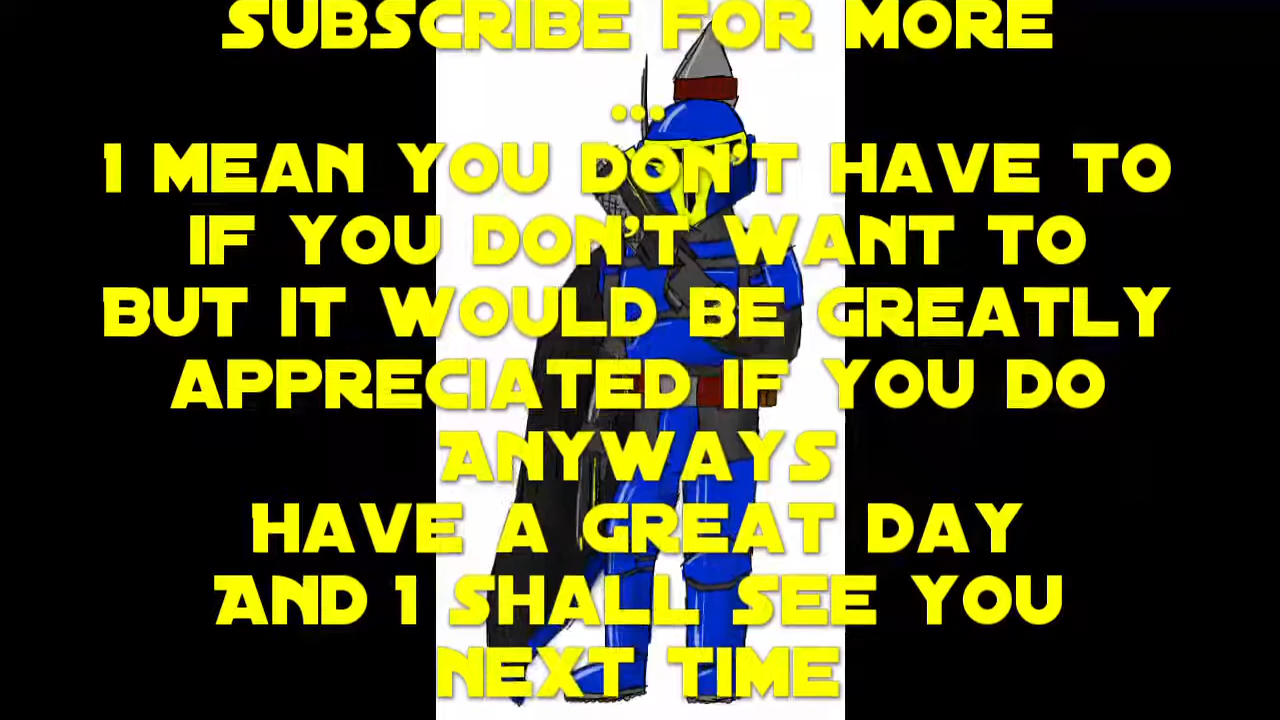 SUBSCRIBE FOR MORE
...
I MEAN YOU DON'T HAVE TO
IF YOU DON'T WANT TO
BUT IT WOULD BE GREATLY
APPRECIATED IF YOU DO
ANYWAYS
HAVE A GREAT DAY
AND I SHALL SEE YOU
NEXT TIME